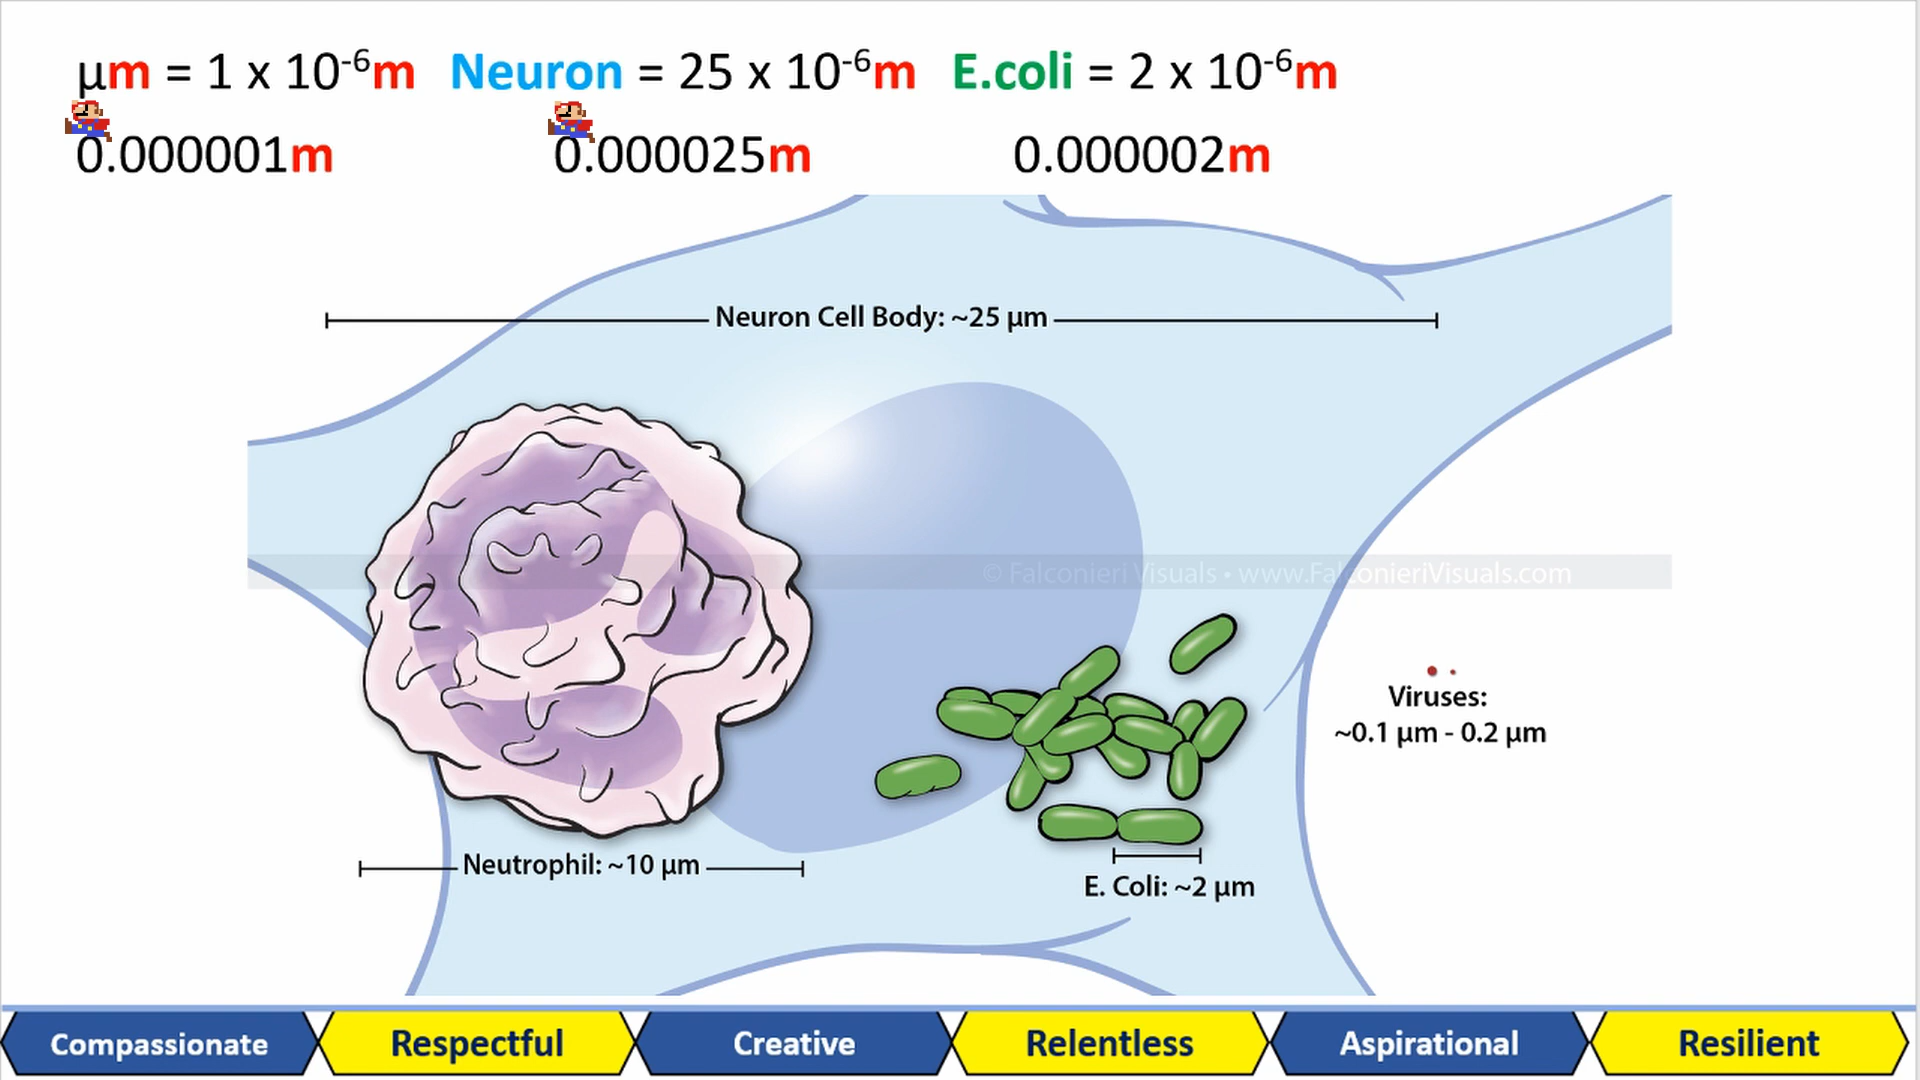 μm = 1 x 10⁻⁶m Neuron = 25 x 10⁻⁶m E.coli = 2 x 10⁻⁶m
0.000001m 0.000025m 0.000002m
Neuron Cell Body: ~25 μm
© Falconieri Visuals • www.FalconieriVisuals.com
Viruses:
~0.1 μm - 0.2 μm
Neutrophil: ~10 μm
E. Coli: ~2 μm
Compassionate Respectful Creative Relentless Aspirational Resilient